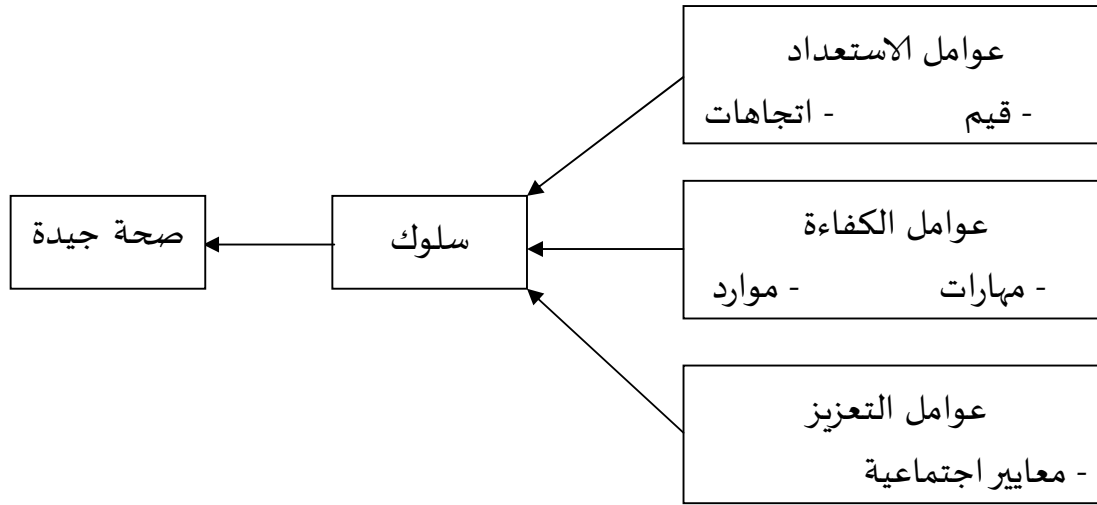 عوامل الاستعداد
- قيم - اتجاهات
عوامل الكفاءة
- مهارات - موارد
عوامل التعزيز
- معايير اجتماعية
سلوك
صحة جيدة